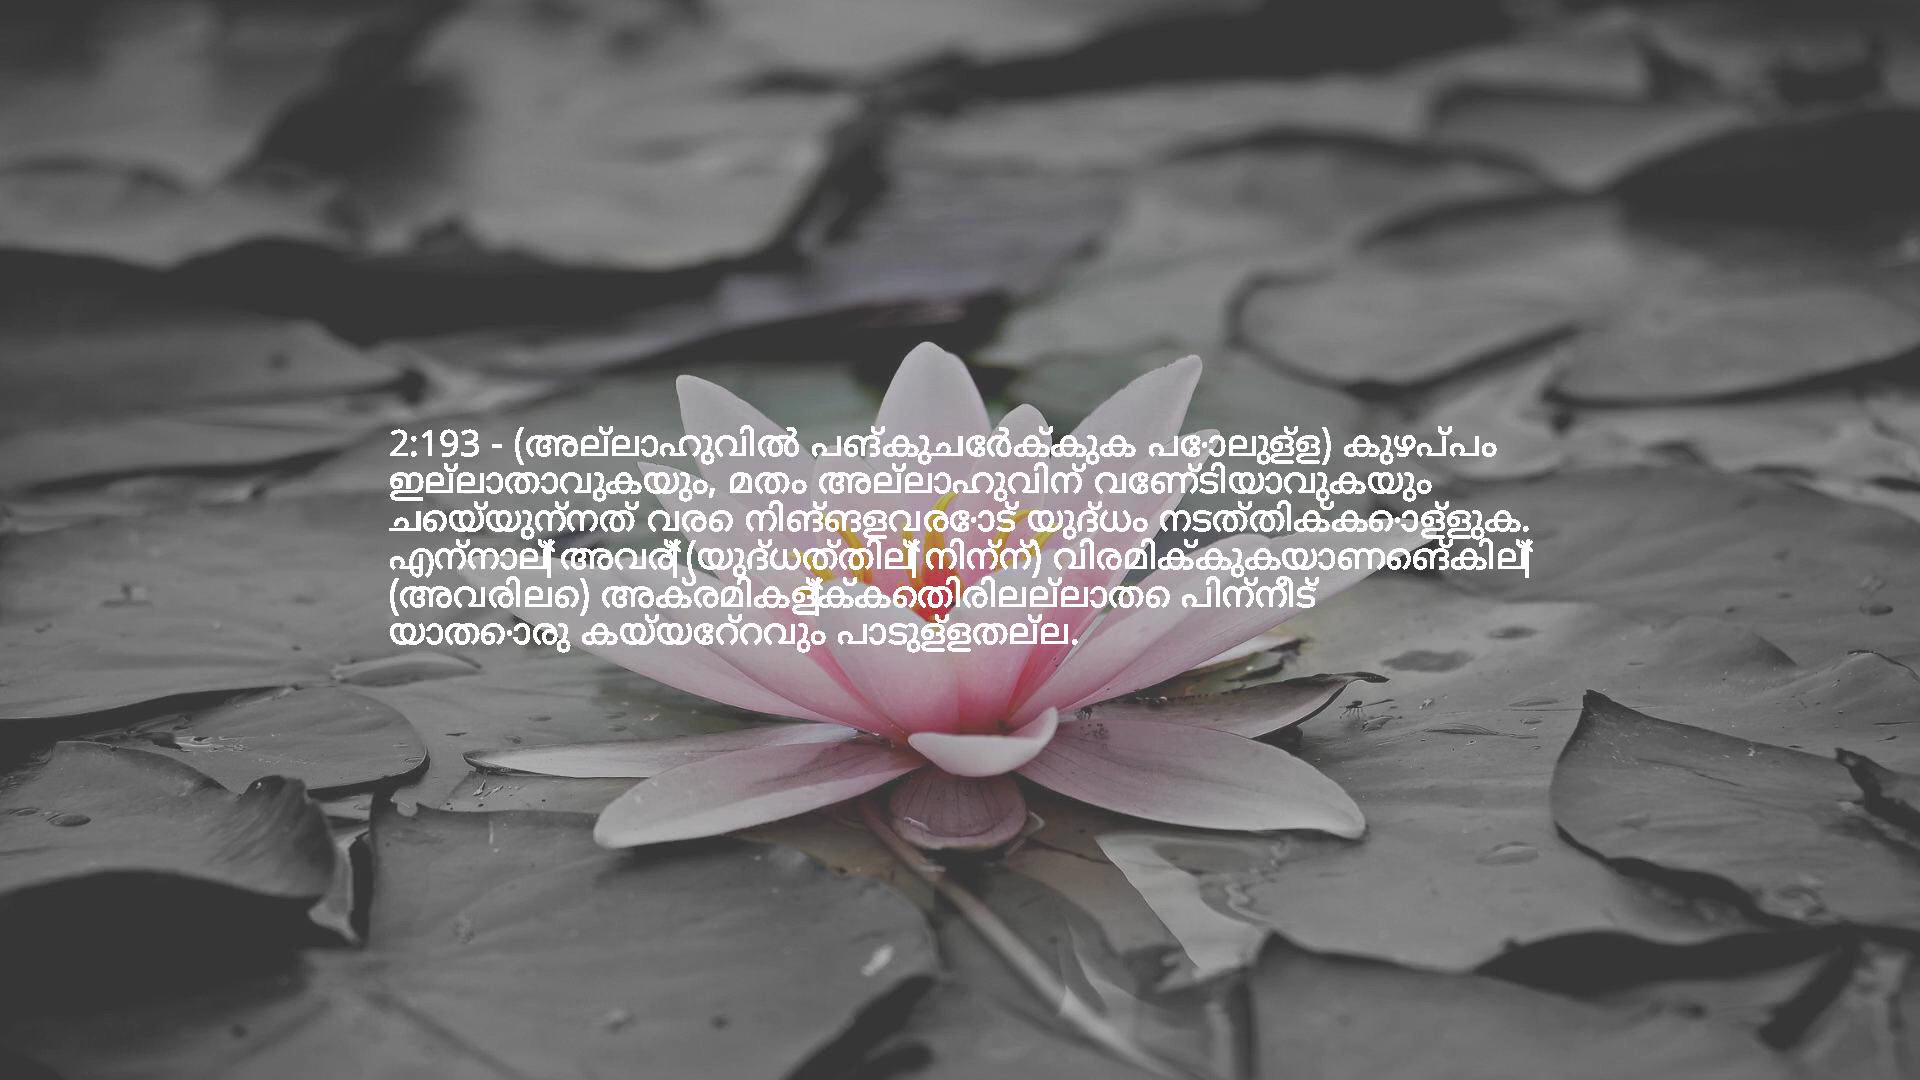 2:193 - (അല്ലാഹുവിൽ പങ്കുചേർക്കുക പോലുള്ള) കുഴപ്പം
ഇല്ലാതാവുകയും, മതം അല്ലാഹുവിന് വേണ്ടിയാവുകയും
ചെയ്യുന്നത് വരെ നിങ്ങളവരോട് യുദ്ധം നടത്തിക്കൊള്ളുക.
എന്നാല്‍ അവര്‍ (യുദ്ധത്തില്‍ നിന്ന്) വിരമിക്കുകയാണെങ്കില്‍
(അവരിലെ) അക്രമികള്‍ക്കെതിരിലല്ലാതെ പിന്നീട്
യാതൊരു കയ്യേറ്റവും പാടുള്ളതല്ല.